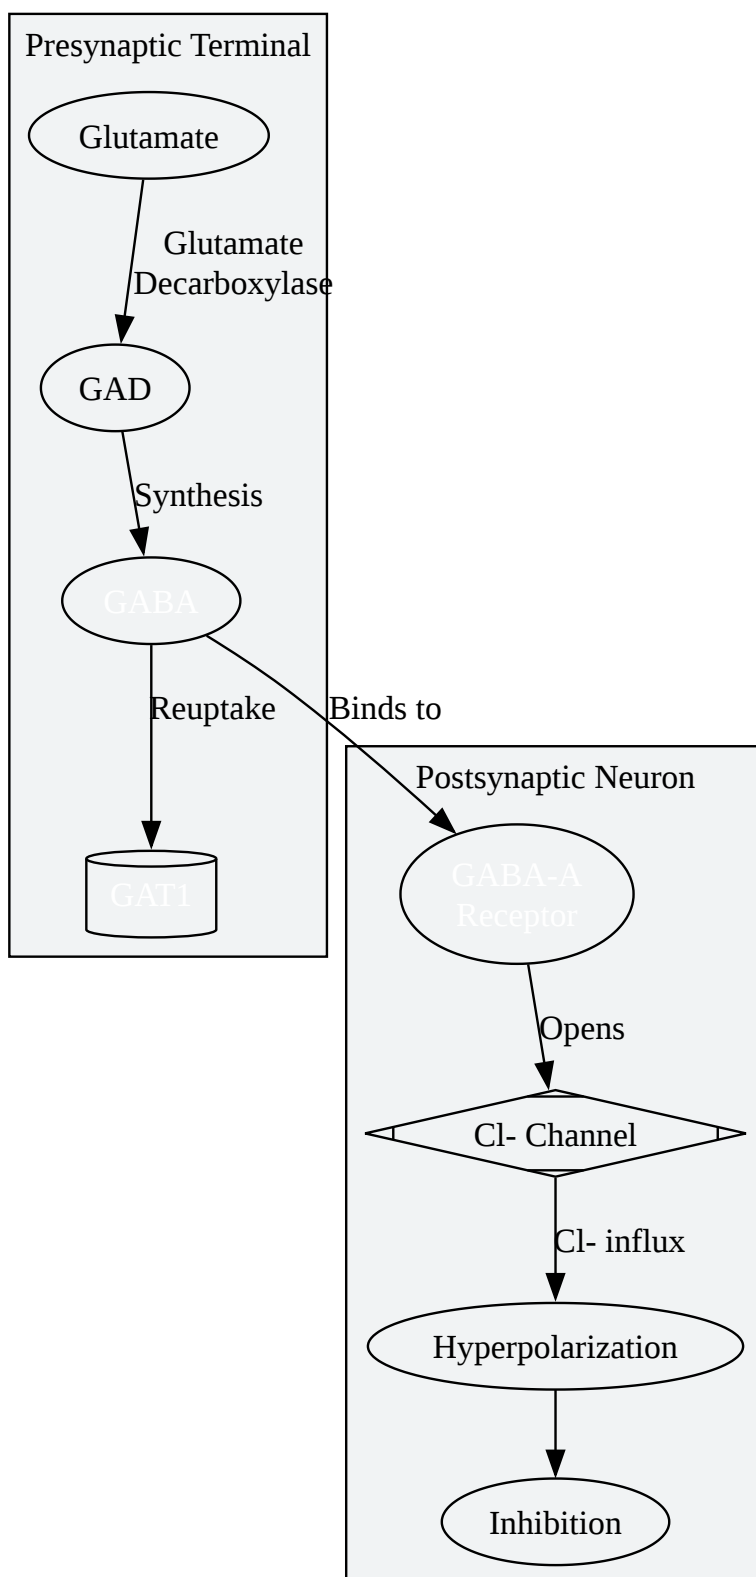 Presynaptic Terminal
Glutamate
Glutamate
Decarboxylase
GAD
Synthesis
GABA
Reuptake
Binds to
GAT1
Postsynaptic Neuron
GABA-A
Receptor
Opens
Cl- Channel
Cl- influx
Hyperpolarization
Inhibition